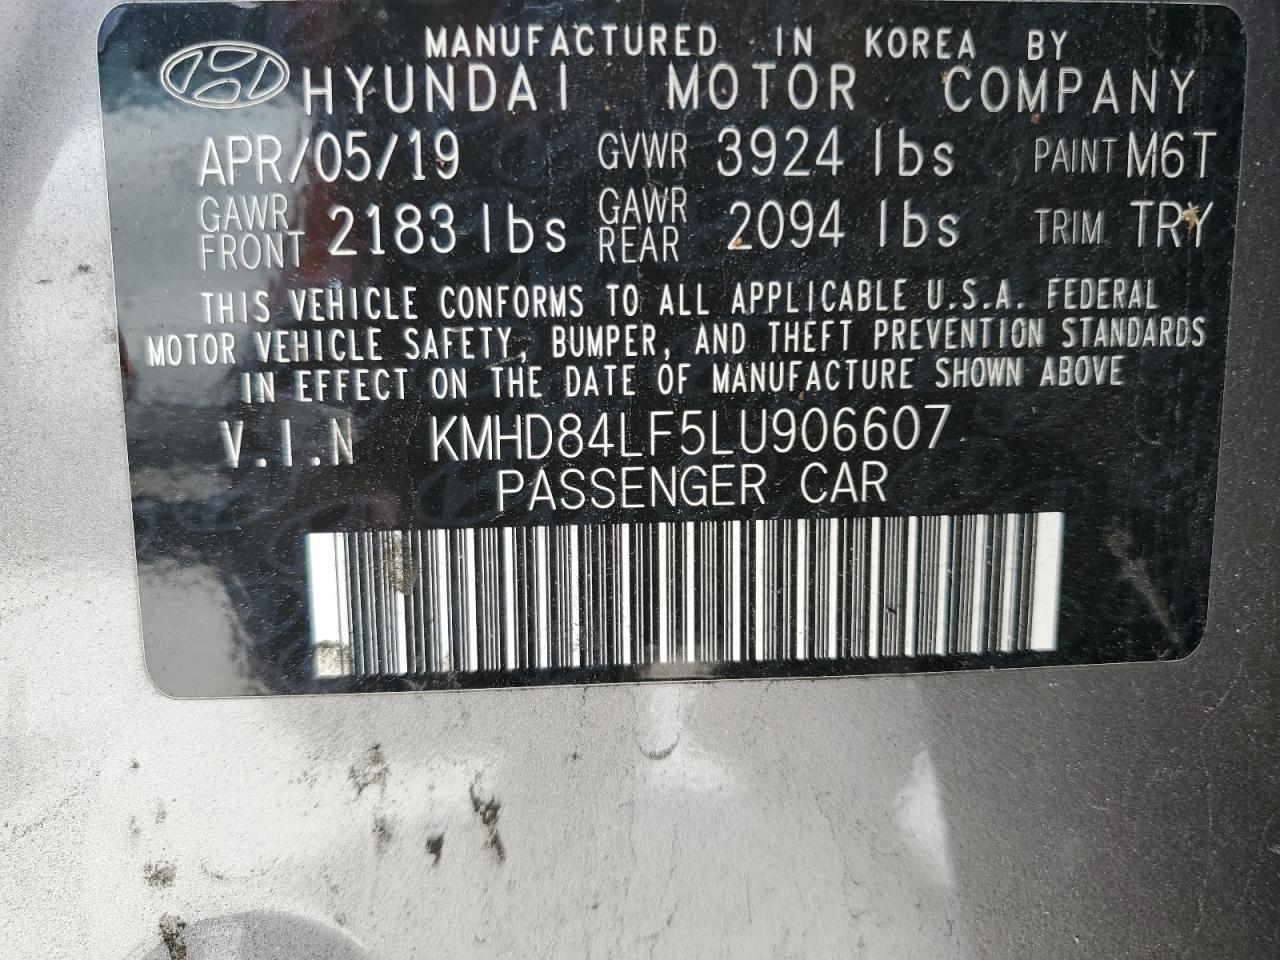 MANUFACTURED IN KOREA BY
HYUNDAI MOTOR COMPANY
APR/05/19 GVWR 3924 lbs PAINT M6T
GAWR FRONT 2183 lbs GAWR REAR 2094 lbs TRIM TRY
THIS VEHICLE CONFORMS TO ALL APPLICABLE U.S.A. FEDERAL
MOTOR VEHICLE SAFETY, BUMPER, AND THEFT PREVENTION STANDARDS
IN EFFECT ON THE DATE OF MANUFACTURE SHOWN ABOVE
V.I.N KMHD84LF5LU906607
PASSENGER CAR